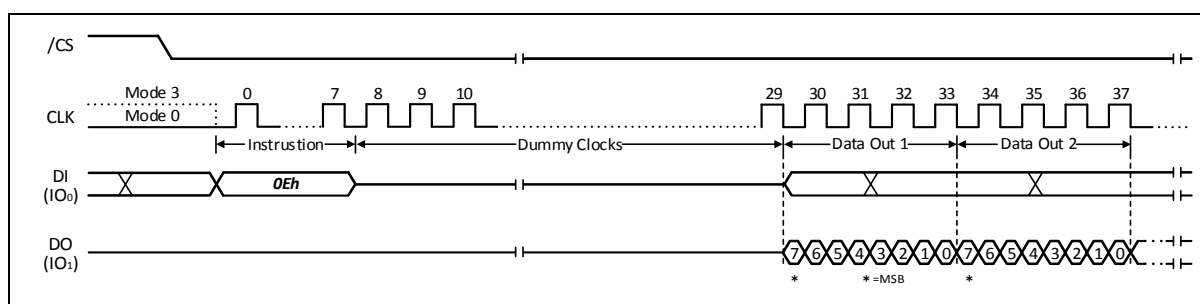 /CS
Mode 3
0 7 8 9 10 29 30 31 32 33 34 35 36 37
CLK
Mode 0
Instrustion Dummy Clocks Data Out 1 Data Out 2
DI
(IO0)
0Eh
DO
(IO1)
7 6 5 4 3 2 1 0 7 6 5 4 3 2 1 0
* * =MSB *